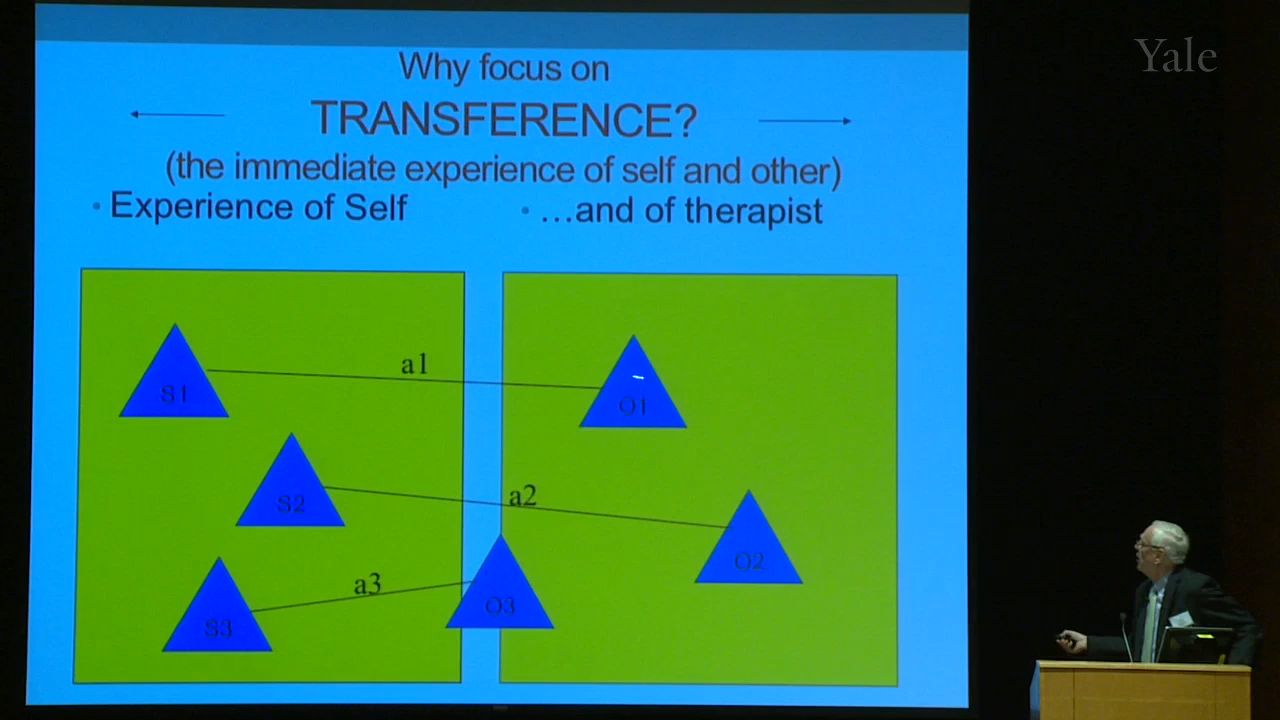 Yale
Why focus on
TRANSFERENCE?
(the immediate experience of self and other)
• Experience of Self
• …and of therapist
a1
S1
O1
a2
S2
O2
a3
O3
S3